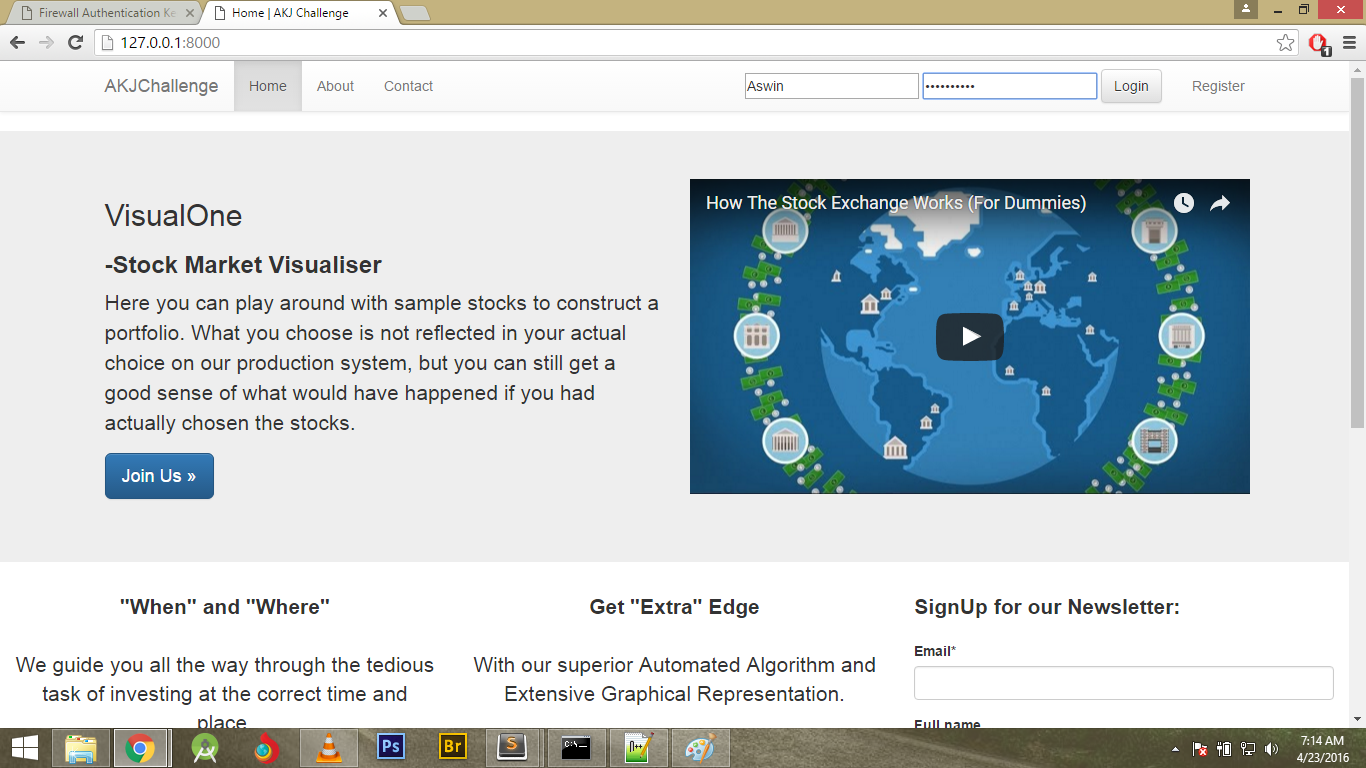 Firewall Authentication Ke
Home | AKJ Challenge
127.0.0.1:8000
1
AKJChallenge Home About Contact Aswin •••••••••• Login Register
VisualOne
-Stock Market Visualiser
Here you can play around with sample stocks to construct a
portfolio. What you choose is not reflected in your actual
choice on our production system, but you can still get a
good sense of what would have happened if you had
actually chosen the stocks.
Join Us »
How The Stock Exchange Works (For Dummies)
"When" and "Where"
We guide you all the way through the tedious
task of investing at the correct time and
place
Get "Extra" Edge
With our superior Automated Algorithm and
Extensive Graphical Representation.
SignUp for our Newsletter:
Email*
Full name
Ps
Br
S
C:\
7:14 AM
4/23/2016